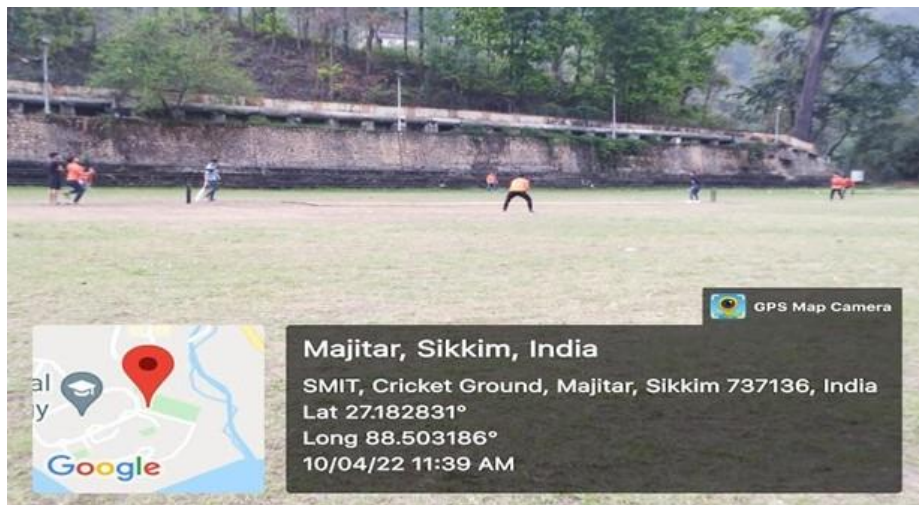 GPS Map Camera
Majitar, Sikkim, India
SMIT, Cricket Ground, Majitar, Sikkim 737136, India
Lat 27.182831°
Long 88.503186°
10/04/22 11:39 AM
al
y
Google